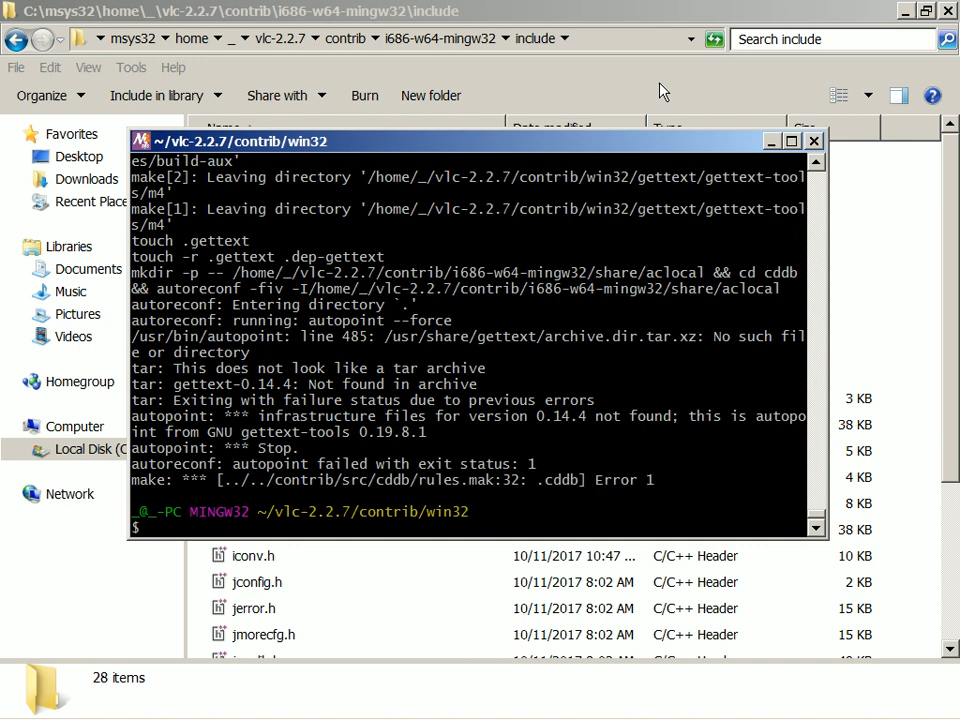 C:\msys32\home\_\vlc-2.2.7\contrib\i686-w64-mingw32\include
msys32 home _ vlc-2.2.7 contrib i686-w64-mingw32 include
Search include
File Edit View Tools Help
Organize Include in library Share with Burn New folder
Favorites
Desktop
Downloads
Recent Place
Libraries
Documents
Music
Pictures
Videos
Homegroup
Computer
Local Disk (C
Network
~/vlc-2.2.7/contrib/win32
es/build-aux'
make[2]: Leaving directory '/home/_/vlc-2.2.7/contrib/win32/gettext/gettext-tool
s/m4'
make[1]: Leaving directory '/home/_/vlc-2.2.7/contrib/win32/gettext/gettext-tool
s/m4'
touch .gettext
touch -r .gettext .dep-gettext
mkdir -p -- /home/_/vlc-2.2.7/contrib/i686-w64-mingw32/share/aclocal && cd cddb
&& autoreconf -fiv -I/home/_/vlc-2.2.7/contrib/i686-w64-mingw32/share/aclocal
autoreconf: Entering directory `.'
autoreconf: running: autopoint --force
/usr/bin/autopoint: line 485: /usr/share/gettext/archive.dir.tar.xz: No such fil
e or directory
tar: This does not look like a tar archive
tar: gettext-0.14.4: Not found in archive
tar: Exiting with failure status due to previous errors
autopoint: *** infrastructure files for version 0.14.4 not found; this is autopo
int from GNU gettext-tools 0.19.8.1
autopoint: *** Stop.
autoreconf: autopoint failed with exit status: 1
make: *** [../../contrib/src/cddb/rules.mak:32: .cddb] Error 1
_@_-PC MINGW32 ~/vlc-2.2.7/contrib/win32
$
3 KB
38 KB
5 KB
4 KB
8 KB
38 KB
iconv.h 10/11/2017 10:47 ... C/C++ Header 10 KB
jconfig.h 10/11/2017 8:02 AM C/C++ Header 2 KB
jerror.h 10/11/2017 8:02 AM C/C++ Header 15 KB
jmorecfg.h 10/11/2017 8:02 AM C/C++ Header 15 KB
28 items